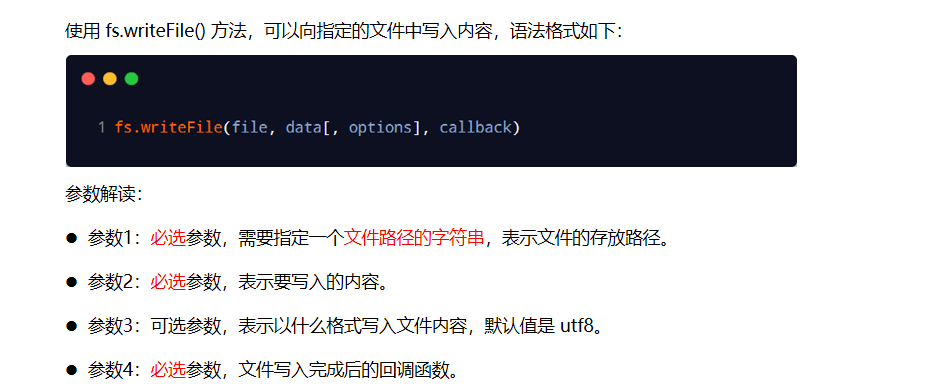 使用 fs.writeFile() 方法，可以向指定的文件中写入内容，语法格式如下：
1 fs.writeFile(file, data[, options], callback)
参数解读：
● 参数1：必选参数，需要指定一个文件路径的字符串，表示文件的存放路径。
● 参数2：必选参数，表示要写入的内容。
● 参数3：可选参数，表示以什么格式写入文件内容，默认值是 utf8。
● 参数4：必选参数，文件写入完成后的回调函数。